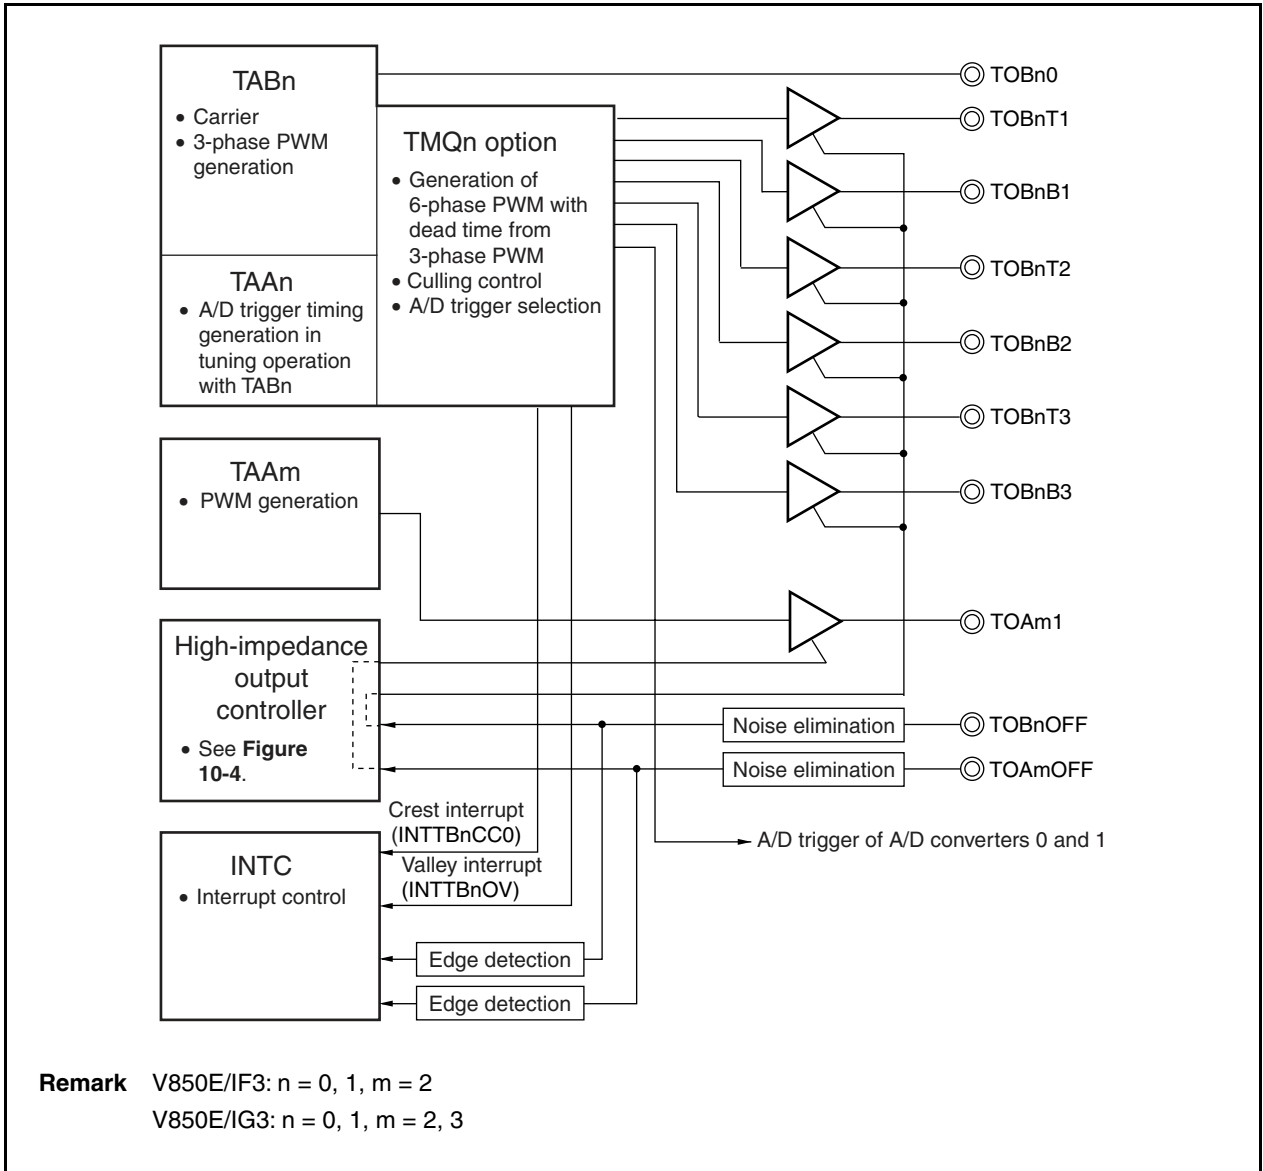 TABn
• Carrier
• 3-phase PWM
generation
TMQn option
• Generation of
6-phase PWM with
dead time from
3-phase PWM
• Culling control
• A/D trigger selection
TAAn
• A/D trigger timing
generation in
tuning operation
with TABn
TOBn0
TOBnT1
TOBnB1
TOBnT2
TOBnB2
TOBnT3
TOBnB3
TAAm
• PWM generation
TOAm1
High-impedance
output
controller
• See Figure
10-4.
Noise elimination
TOBnOFF
Noise elimination
TOAmOFF
Crest interrupt
(INTTBnCC0)
A/D trigger of A/D converters 0 and 1
INTC
• Interrupt control
Valley interrupt
(INTTBnOV)
Edge detection
Edge detection
Remark V850E/IF3: n = 0, 1, m = 2
V850E/IG3: n = 0, 1, m = 2, 3